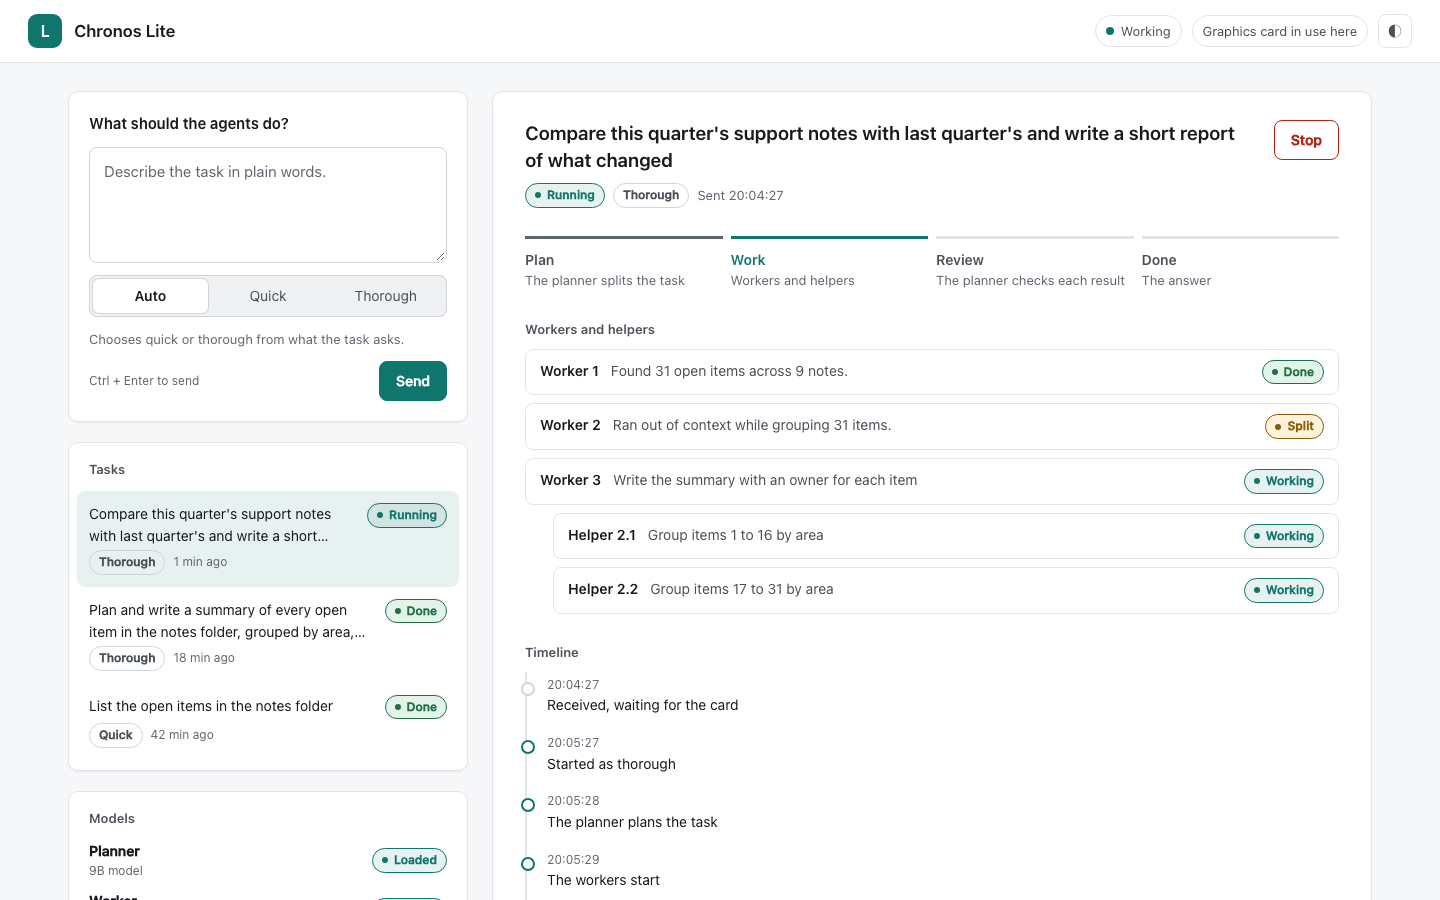 L
Chronos Lite
Working
Graphics card in use here
What should the agents do?
Describe the task in plain words.
Auto
Quick
Thorough
Chooses quick or thorough from what the task asks.
Ctrl + Enter to send
Send
Tasks
Compare this quarter's support notes
with last quarter's and write a short…
Running
Thorough
1 min ago
Plan and write a summary of every open
item in the notes folder, grouped by area,…
Done
Thorough
18 min ago
List the open items in the notes folder
Done
Quick
42 min ago
Models
Planner
9B model
Loaded
Worker
Compare this quarter's support notes with last quarter's and write a short report
of what changed
Stop
Running
Thorough
Sent 20:04:27
Plan
The planner splits the task
Work
Workers and helpers
Review
The planner checks each result
Done
The answer
Workers and helpers
Worker 1 Found 31 open items across 9 notes.
Done
Worker 2 Ran out of context while grouping 31 items.
Split
Worker 3 Write the summary with an owner for each item
Working
Helper 2.1 Group items 1 to 16 by area
Working
Helper 2.2 Group items 17 to 31 by area
Working
Timeline
20:04:27
Received, waiting for the card
20:05:27
Started as thorough
20:05:28
The planner plans the task
20:05:29
The workers start